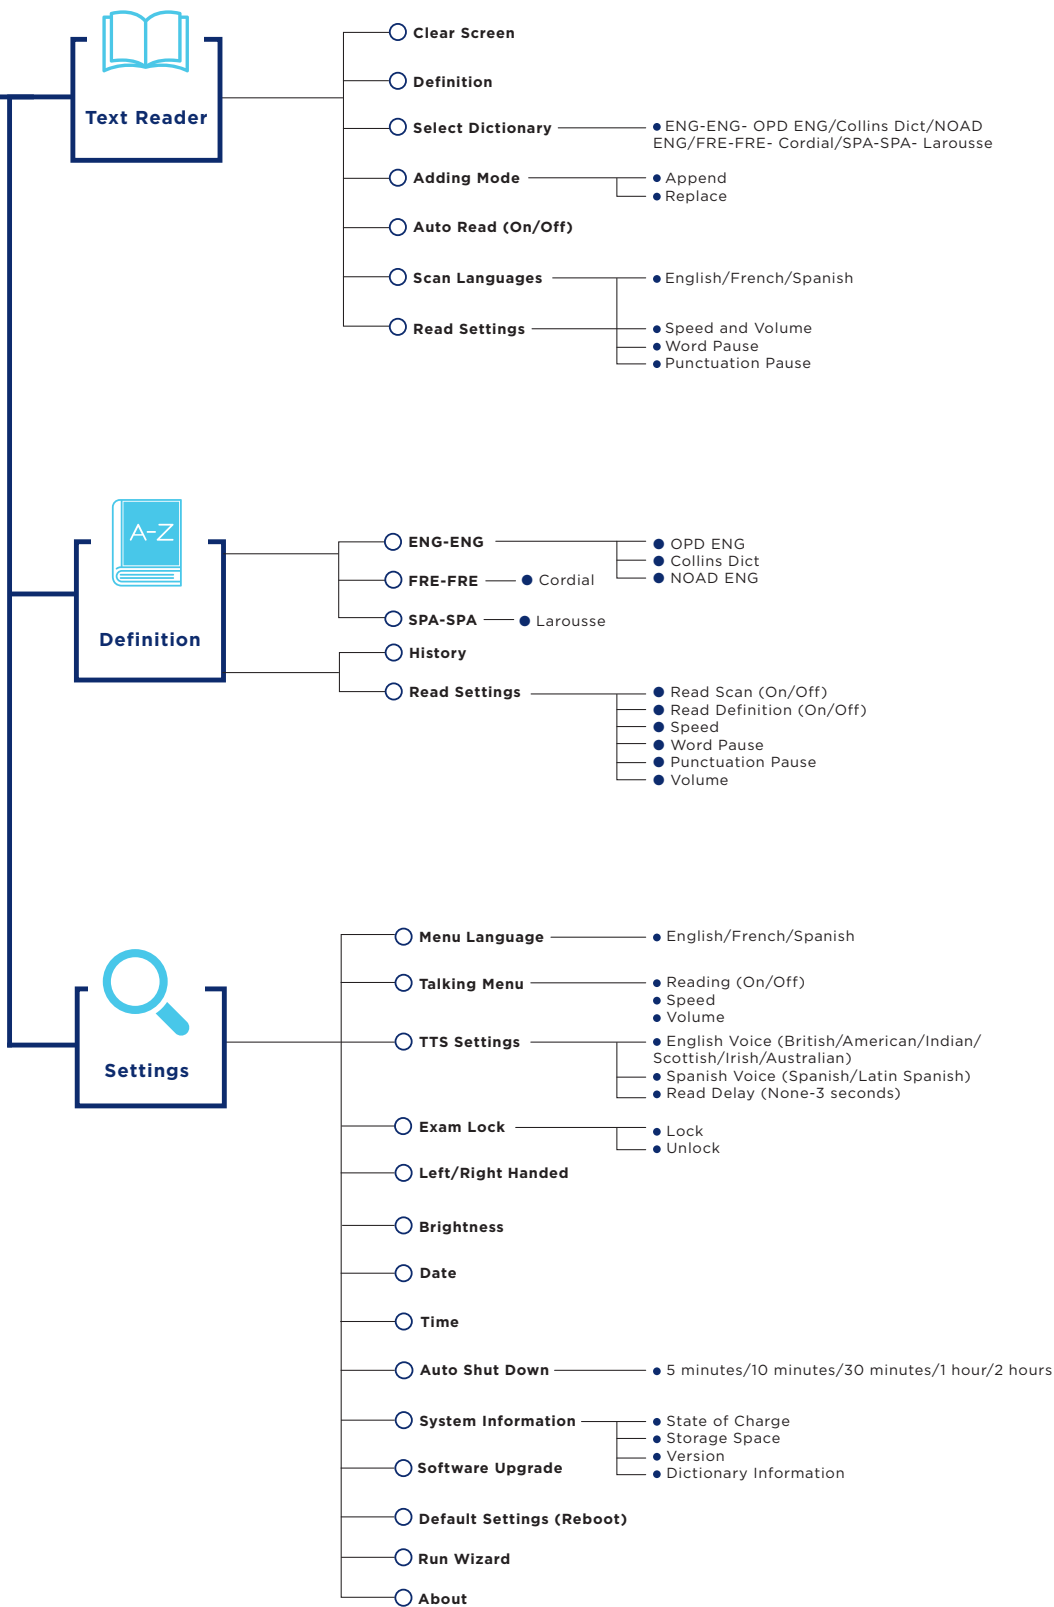 Text Reader
Clear Screen
Definition
Select Dictionary
ENG-ENG- OPD ENG/Collins Dict/NOAD
ENG/FRE-FRE- Cordial/SPA-SPA- Larousse
Adding Mode
Append
Replace
Auto Read (On/Off)
Scan Languages
English/French/Spanish
Read Settings
Speed and Volume
Word Pause
Punctuation Pause
A-Z
Definition
ENG-ENG
OPD ENG
Collins Dict
NOAD ENG
FRE-FRE
Cordial
SPA-SPA
Larousse
History
Read Settings
Read Scan (On/Off)
Read Definition (On/Off)
Speed
Word Pause
Punctuation Pause
Volume
Settings
Menu Language
English/French/Spanish
Talking Menu
Reading (On/Off)
Speed
Volume
TTS Settings
English Voice (British/American/Indian/
Scottish/Irish/Australian)
Spanish Voice (Spanish/Latin Spanish)
Read Delay (None-3 seconds)
Exam Lock
Lock
Unlock
Left/Right Handed
Brightness
Date
Time
Auto Shut Down
5 minutes/10 minutes/30 minutes/1 hour/2 hours
System Information
State of Charge
Storage Space
Version
Dictionary Information
Software Upgrade
Default Settings (Reboot)
Run Wizard
About